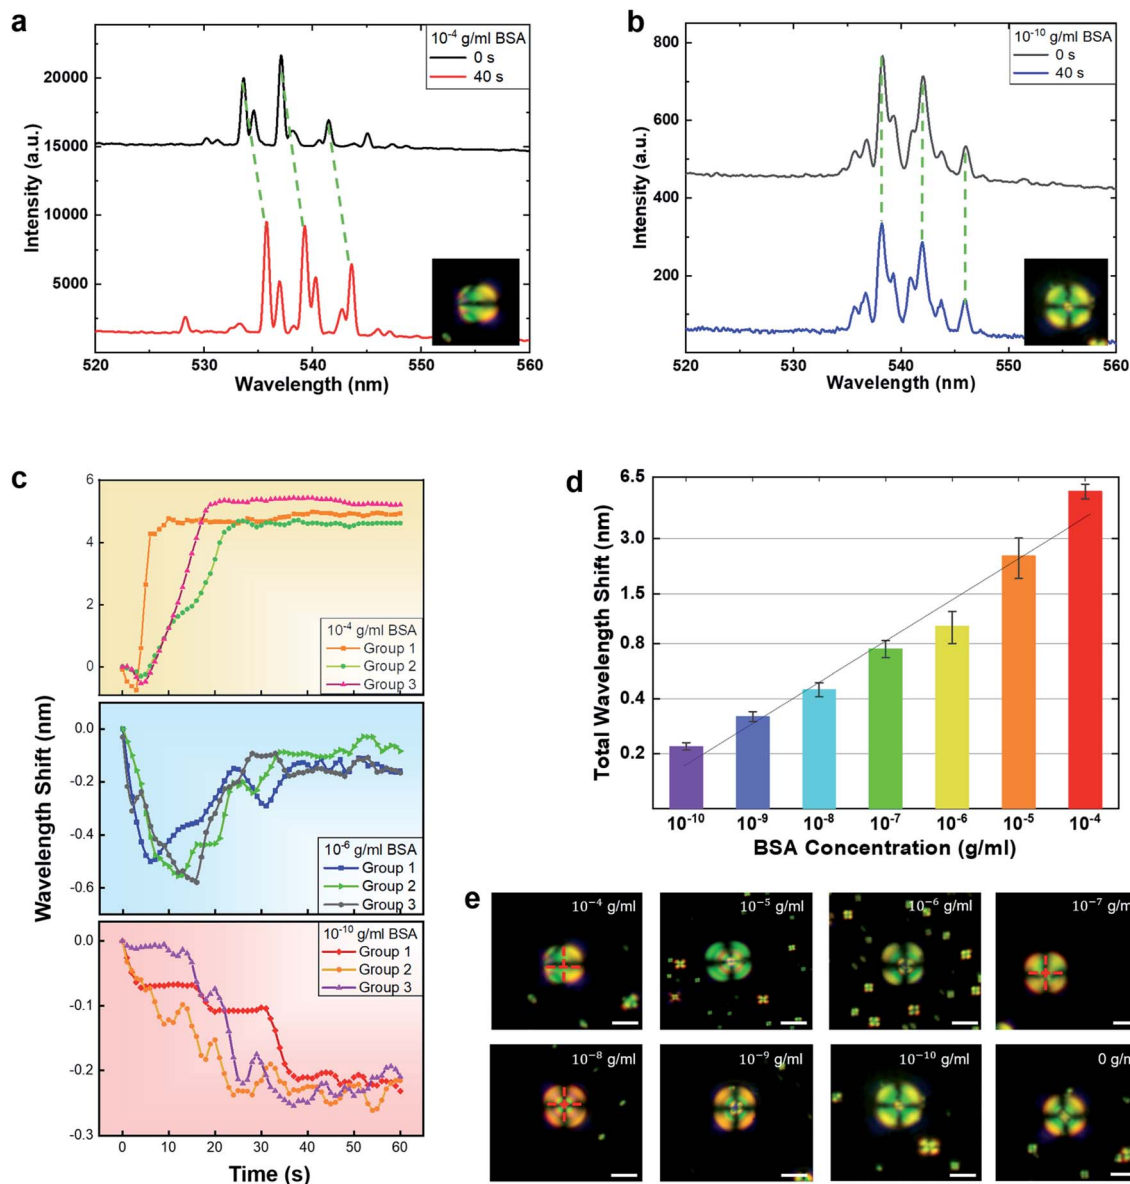 a
10⁻⁴ g/ml BSA
0 s
40 s
20000
15000
10000
5000
Intensity (a.u.)
520 530 540 550 560
Wavelength (nm)
b
10⁻¹⁰ g/ml BSA
0 s
40 s
800
600
400
200
Intensity (a.u.)
520 530 540 550 560
Wavelength (nm)
c
Wavelength Shift (nm)
6
4
2
0
10⁻⁴ g/ml BSA
Group 1
Group 2
Group 3
0.0
-0.2
-0.4
-0.6
10⁻⁶ g/ml BSA
Group 1
Group 2
Group 3
0.0
-0.1
-0.2
-0.3
10⁻¹⁰ g/ml BSA
Group 1
Group 2
Group 3
0 10 20 30 40 50 60
Time (s)
d
Total Wavelength Shift (nm)
6.5
3.0
1.5
0.8
0.4
0.2
10⁻¹⁰ 10⁻⁹ 10⁻⁸ 10⁻⁷ 10⁻⁶ 10⁻⁵ 10⁻⁴
BSA Concentration (g/ml)
e
10⁻⁴ g/ml 10⁻⁵ g/ml 10⁻⁶ g/ml 10⁻⁷ g/ml
10⁻⁸ g/ml 10⁻⁹ g/ml 10⁻¹⁰ g/ml 0 g/m